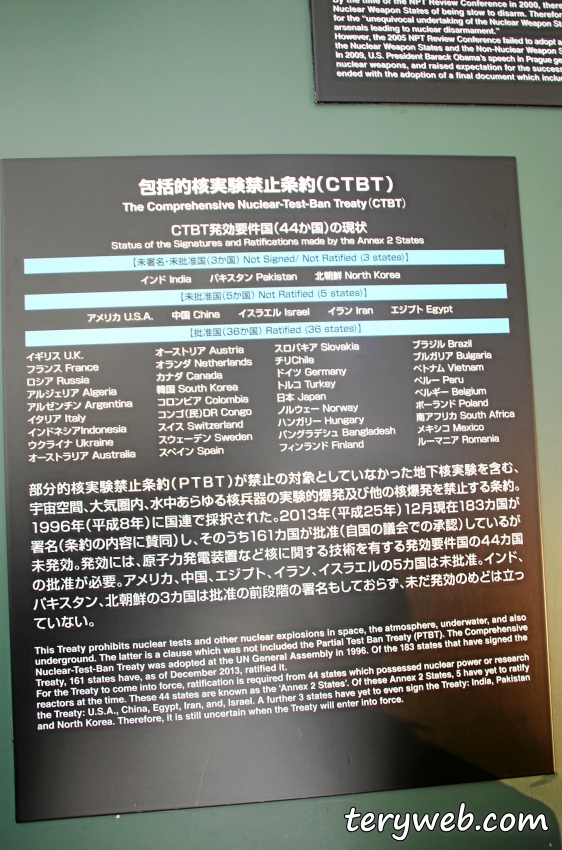 By the time of the NPT Review Conference in 2000, there
Nuclear Weapon States of being slow to disarm. Therefor
for the "unequivocal undertaking of the Nuclear Weapon St
arsenals leading to nuclear disarmament."
However, the 2005 NPT Review Conference failed to adopt a
the Nuclear Weapon States and the Non-Nuclear Weapon S
In 2009, U.S. President Barack Obama's speech in Prague ge
nuclear weapons, and raised expectation for the success
ended with the adoption of a final document which inclu
包括的核実験禁止条約(CTBT)
The Comprehensive Nuclear-Test-Ban Treaty(CTBT)
CTBT発効要件国(44か国)の現状
Status of the Signatures and Ratifications made by the Annex 2 States
【未署名・未批准国(3か国) Not Signed/ Not Ratified (3 states)】
インド India パキスタン Pakistan 北朝鮮 North Korea
【未批准国(5か国) Not Ratified (5 states)】
アメリカ U.S.A. 中国 China イスラエル Israel イラン Iran エジプト Egypt
【批准国(36か国) Ratified (36 states)】
イギリス U.K.
フランス France
ロシア Russia
アルジェリア Algeria
アルゼンチン Argentina
イタリア Italy
インドネシアIndonesia
ウクライナ Ukraine
オーストラリア Australia
オーストリア Austria
オランダ Netherlands
カナダ Canada
韓国 South Korea
コロンビア Colombia
コンゴ(民)DR Congo
スイス Switzerland
スウェーデン Sweden
スペイン Spain
スロバキア Slovakia
チリChile
ドイツ Germany
トルコ Turkey
日本 Japan
ノルウェー Norway
ハンガリー Hungary
バングラデシュ Bangladesh
フィンランド Finland
ブラジル Brazil
ブルガリア Bulgaria
ベトナム Vietnam
ペルー Peru
ベルギー Belgium
ポーランド Poland
南アフリカ South Africa
メキシコ Mexico
ルーマニア Romania
部分的核実験禁止条約(PTBT)が禁止の対象としていなかった地下核実験を含む、
宇宙空間、大気圏内、水中あらゆる核兵器の実験的爆発及び他の核爆発を禁止する条約。
1996年(平成8年)に国連で採択された。2013年(平成25年)12月現在183カ国が
署名(条約の内容に賛同)し、そのうち161カ国が批准(自国の議会での承認)しているが
未発効。発効には、原子力発電装置など核に関する技術を有する発効要件国の44カ国
の批准が必要。アメリカ、中国、エジプト、イラン、イスラエルの5カ国は未批准。インド、
パキスタン、北朝鮮の3カ国は批准の前段階の署名もしておらず、未だ発効のめどは立っ
ていない。
This Treaty prohibits nuclear tests and other nuclear explosions in space, the atmosphere, underwater, and also
underground. The latter is a clause which was not included the Partial Test Ban Treaty (PTBT). The Comprehensive
Nuclear-Test-Ban Treaty was adopted at the UN General Assembly in 1996. Of the 183 states that have signed the
Treaty, 161 states have, as of December 2013, ratified it.
For the Treaty to come into force, ratification is required from 44 states which possessed nuclear power or research
reactors at the time. These 44 states are known as the 'Annex 2 States'. Of these Annex 2 States, 5 have yet to ratify
the Treaty: U.S.A., China, Egypt, Iran, and, Israel. A further 3 states have yet to even sign the Treaty: India, Pakistan
and North Korea. Therefore, it is still uncertain when the Treaty will enter into force.
teryweb.com